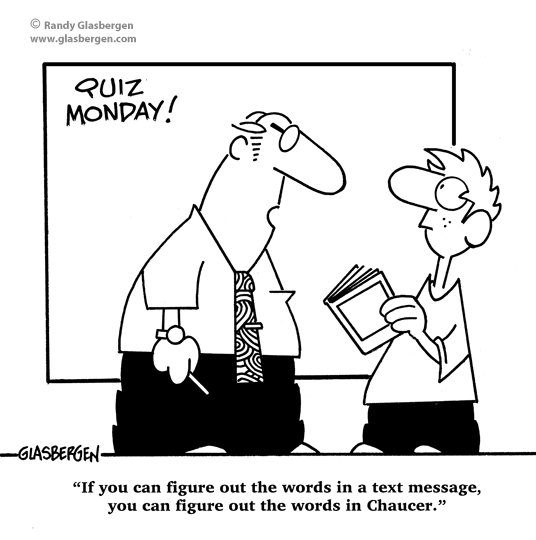 © Randy Glasbergen
www.glasbergen.com
QUIZ
MONDAY!
GLASBERGEN
“If you can figure out the words in a text message,
you can figure out the words in Chaucer.”